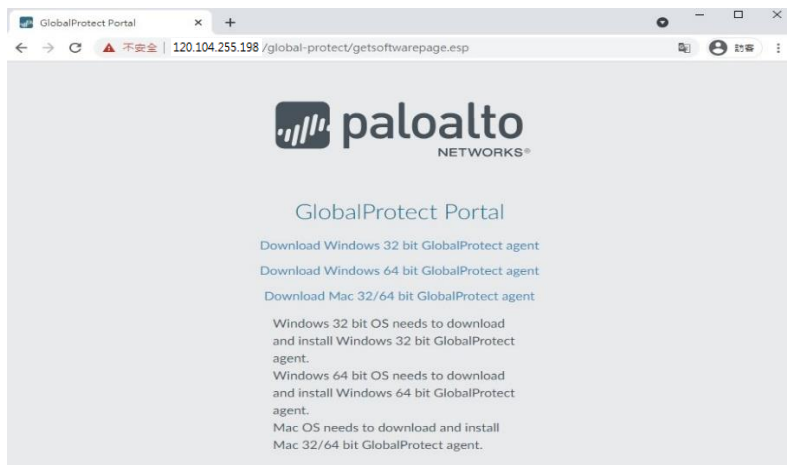 GlobalProtect Portal
不安全 | 120.104.255.198 /global-protect/getsoftwarepage.esp
訪客
paloalto
NETWORKS®
GlobalProtect Portal
Download Windows 32 bit GlobalProtect agent
Download Windows 64 bit GlobalProtect agent
Download Mac 32/64 bit GlobalProtect agent
Windows 32 bit OS needs to download
and install Windows 32 bit GlobalProtect
agent.
Windows 64 bit OS needs to download
and install Windows 64 bit GlobalProtect
agent.
Mac OS needs to download and install
Mac 32/64 bit GlobalProtect agent.